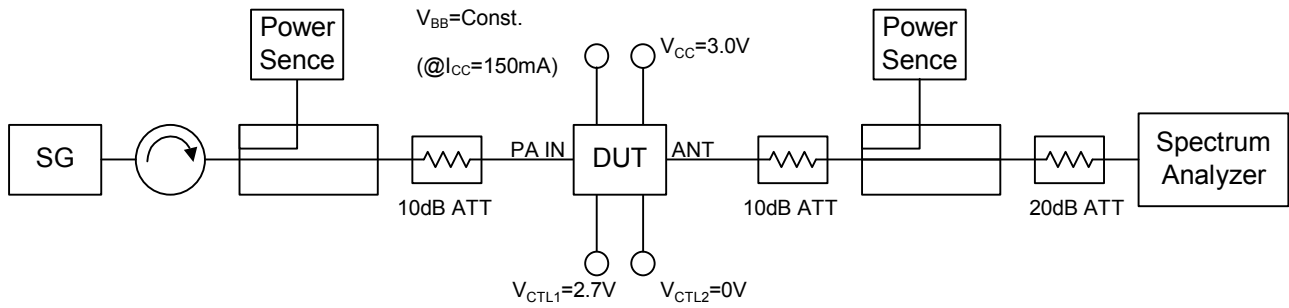 Power
Sence
V_BB=Const.
(@I_CC=150mA)
V_CC=3.0V
Power
Sence
SG
PA IN
DUT
ANT
Spectrum
Analyzer
10dB ATT
10dB ATT
20dB ATT
V_CTL1=2.7V
V_CTL2=0V